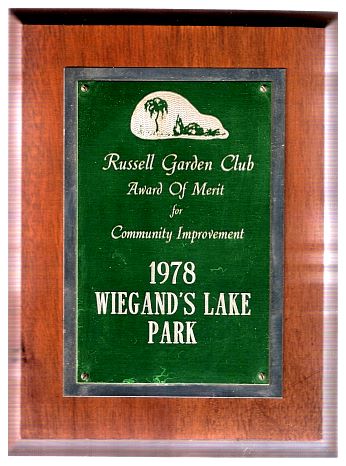 Russell Garden Club
Award Of Merit
for
Community Improvement
1978
WIEGAND'S LAKE
PARK